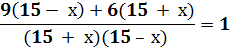 9(15 − x) + 6(15 + x)
(15 + x)(15 – x) = 1